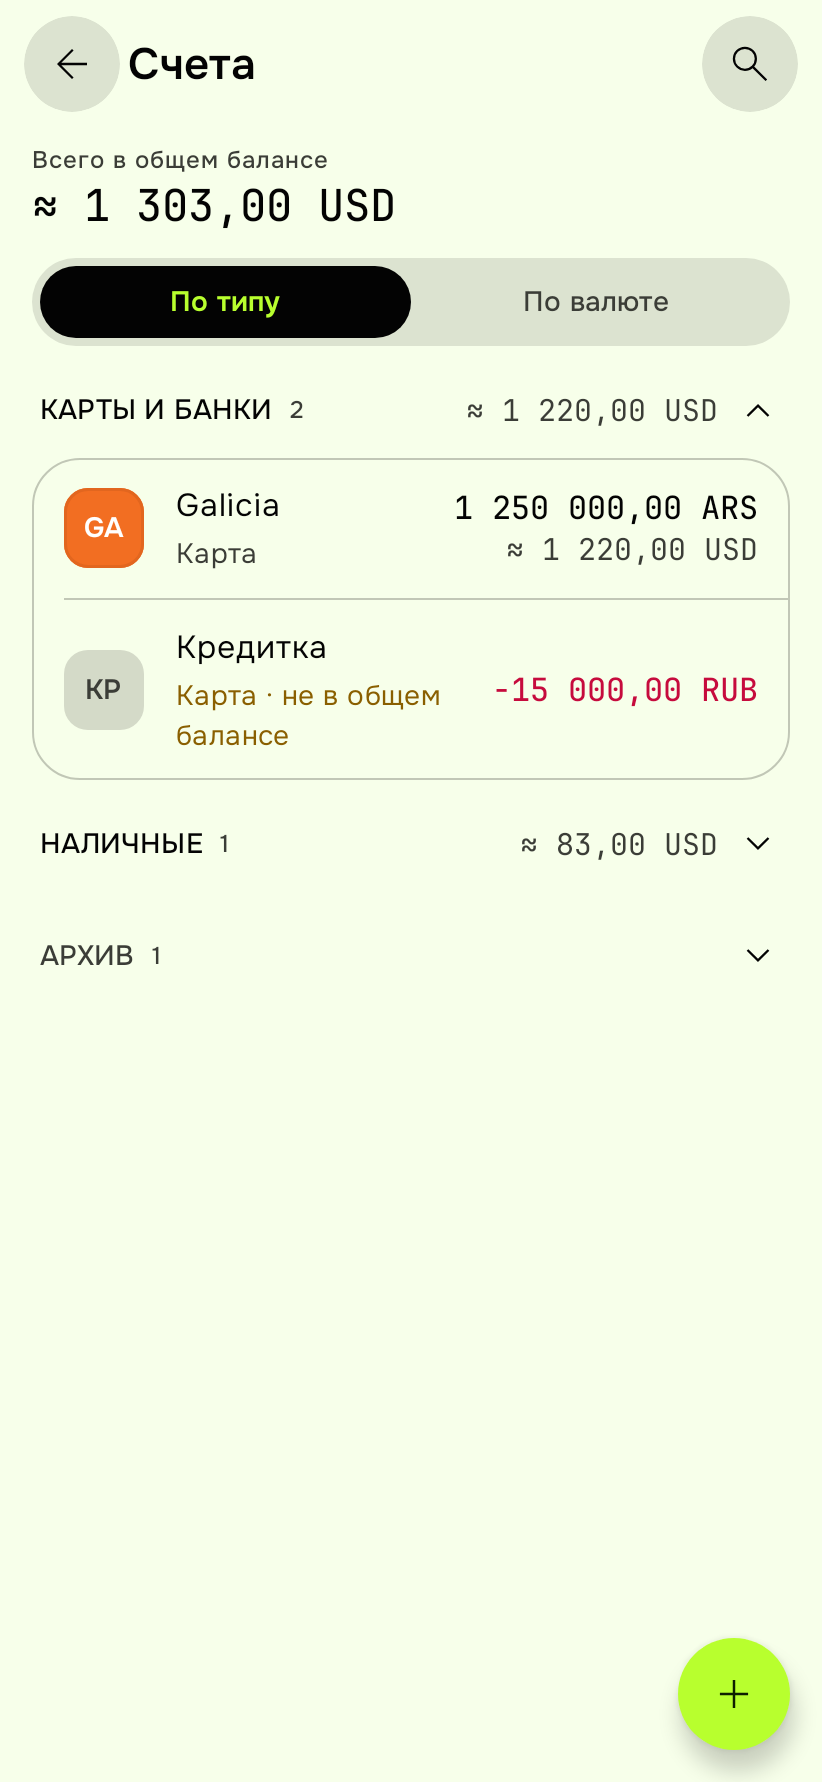 Счета
Всего в общем балансе
≈ 1 303,00 USD
По типу
По валюте
КАРТЫ И БАНКИ 2 ≈ 1 220,00 USD
GA
Galicia
Карта
1 250 000,00 ARS
≈ 1 220,00 USD
КР
Кредитка
Карта · не в общем
балансе
-15 000,00 RUB
НАЛИЧНЫЕ 1 ≈ 83,00 USD
АРХИВ 1